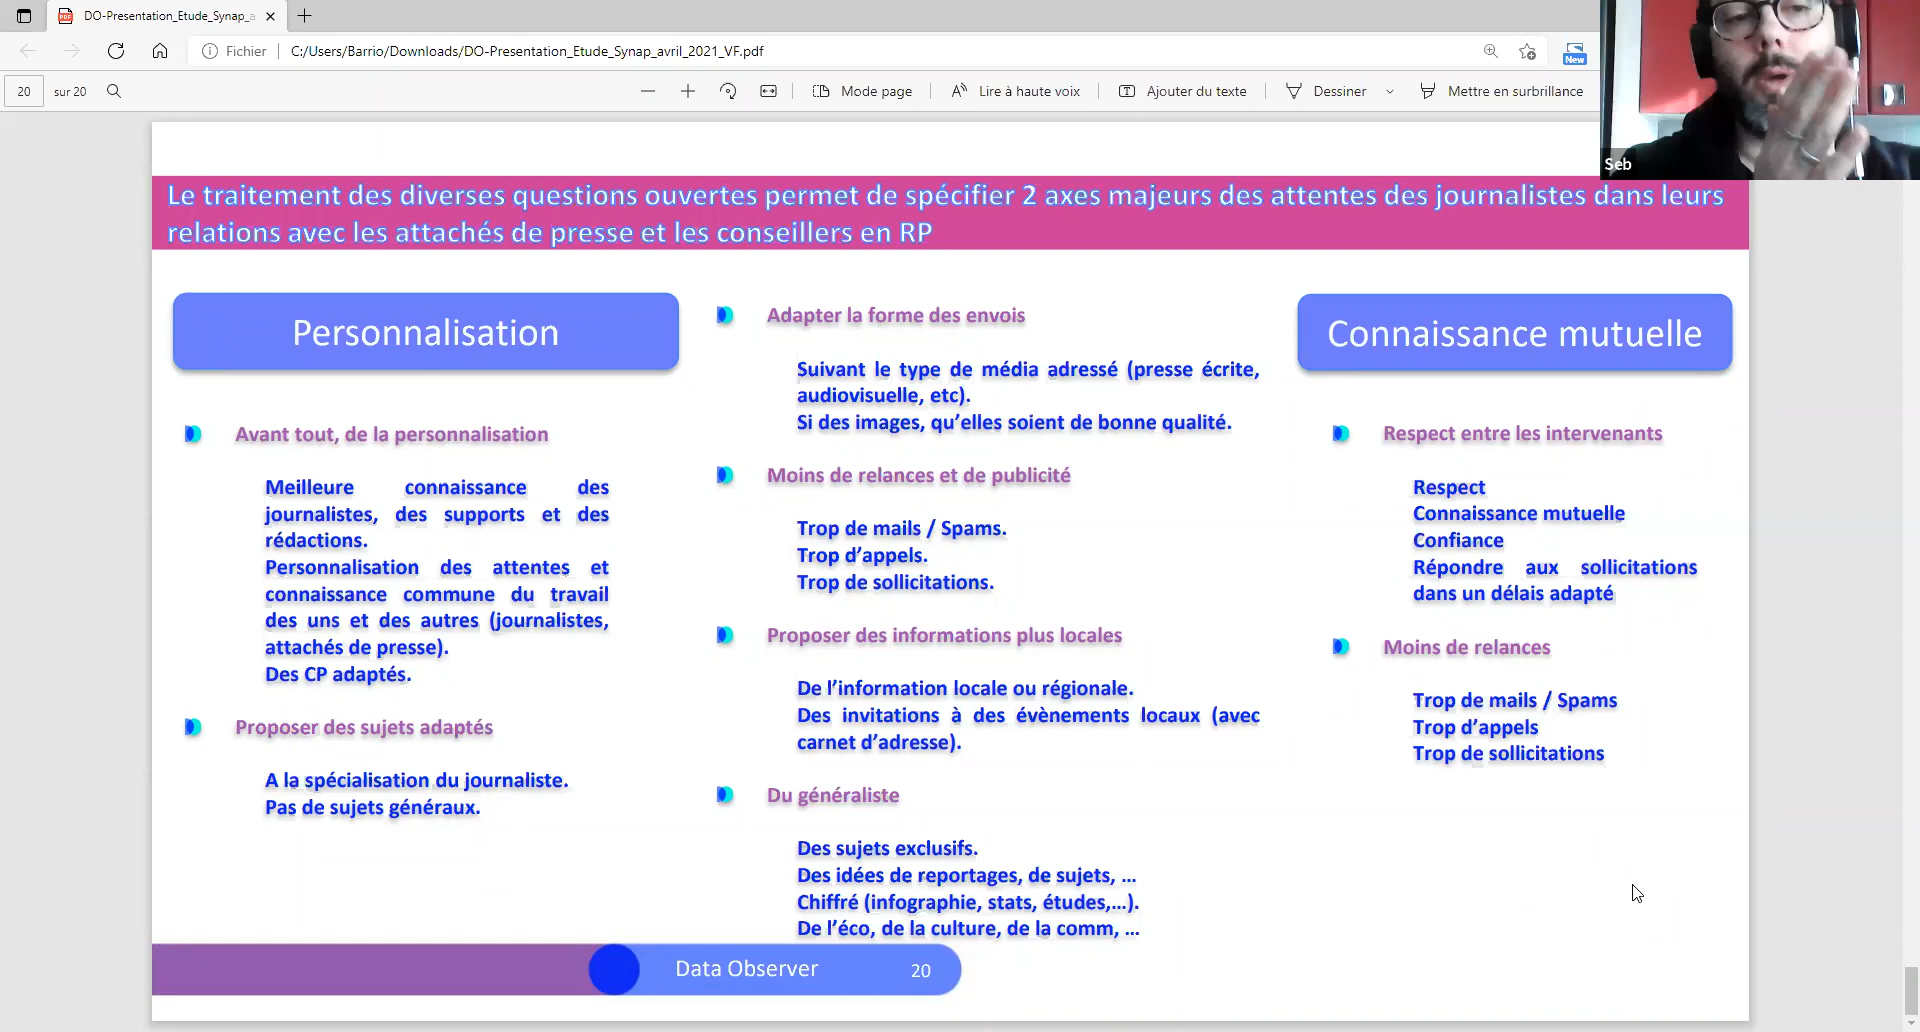 DO-Presentation_Etude_Synap_a
Fichier
C:/Users/Barrio/Downloads/DO-Presentation_Etude_Synap_avril_2021_VF.pdf
New
20 sur 20
Mode page
Lire à haute voix
Ajouter du texte
Dessiner
Mettre en surbrillance
Seb
Le traitement des diverses questions ouvertes permet de spécifier 2 axes majeurs des attentes des journalistes dans leurs
relations avec les attachés de presse et les conseillers en RP
Personnalisation
Avant tout, de la personnalisation
Meilleure connaissance des
journalistes, des supports et des
rédactions.
Personnalisation des attentes et
connaissance commune du travail
des uns et des autres (journalistes,
attachés de presse).
Des CP adaptés.
Proposer des sujets adaptés
A la spécialisation du journaliste.
Pas de sujets généraux.
Adapter la forme des envois
Suivant le type de média adressé (presse écrite,
audiovisuelle, etc).
Si des images, qu’elles soient de bonne qualité.
Moins de relances et de publicité
Trop de mails / Spams.
Trop d’appels.
Trop de sollicitations.
Proposer des informations plus locales
De l’information locale ou régionale.
Des invitations à des évènements locaux (avec
carnet d’adresse).
Du généraliste
Des sujets exclusifs.
Des idées de reportages, de sujets, ...
Chiffré (infographie, stats, études,...).
De l’éco, de la culture, de la comm, ...
Connaissance mutuelle
Respect entre les intervenants
Respect
Connaissance mutuelle
Confiance
Répondre aux sollicitations
dans un délais adapté
Moins de relances
Trop de mails / Spams
Trop d’appels
Trop de sollicitations
Data Observer
20